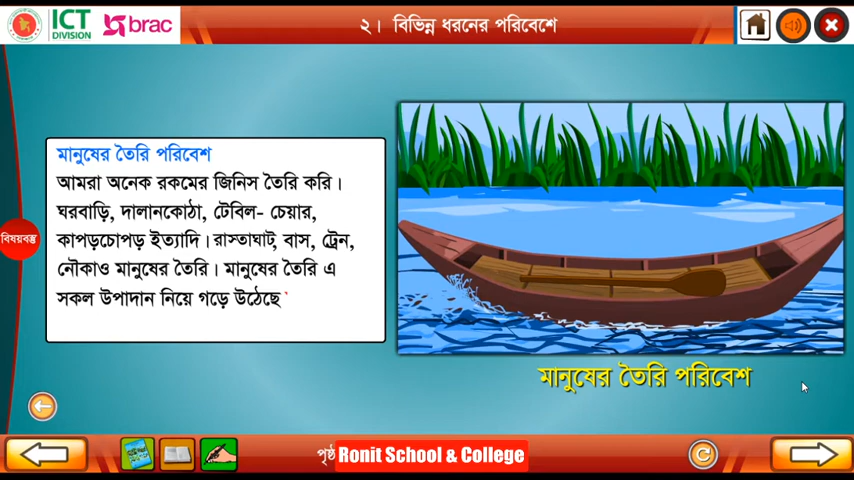 ICT
DIVISION
brac
২। বিভিন্ন ধরনের পরিবেশে
মানুষের তৈরি পরিবেশ
আমরা অনেক রকমের জিনিস তৈরি করি।
ঘরবাড়ি, দালানকোঠা, টেবিল- চেয়ার,
কাপড়চোপড় ইত্যাদি। রাস্তাঘাট, বাস, ট্রেন,
নৌকাও মানুষের তৈরি। মানুষের তৈরি এ
সকল উপাদান নিয়ে গড়ে উঠেছে
বিষয়বস্তু
মানুষের তৈরি পরিবেশ
Ronit School & College